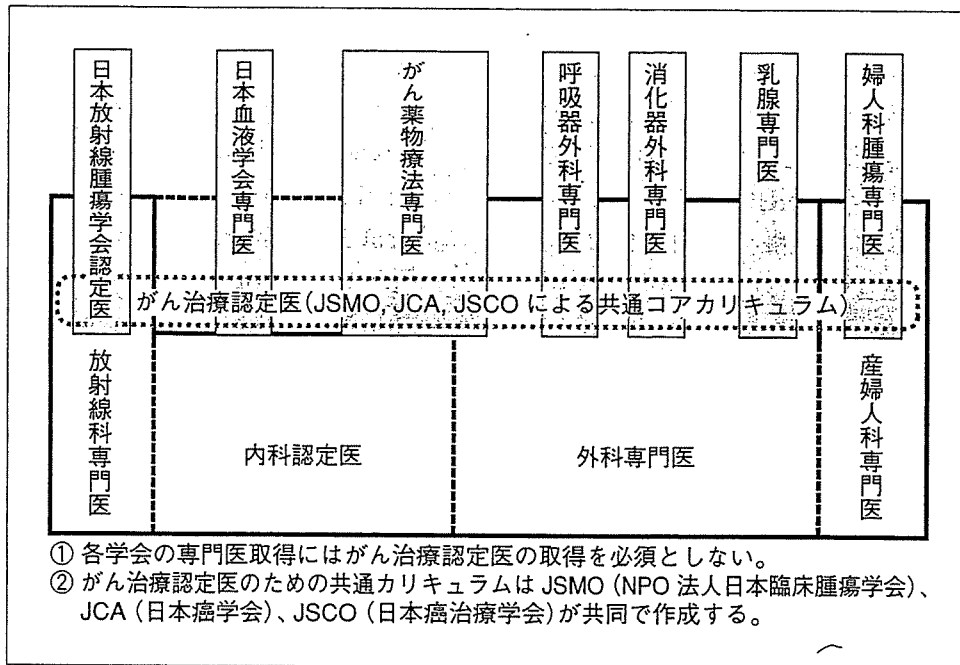 日本放射線腫瘍学会認定医
日本血液学会専門医
がん薬物療法専門医
呼吸器外科専門医
消化器外科専門医
乳腺専門医
婦人科腫瘍専門医
がん治療認定医(JSMO, JCA, JSCO による共通コアカリキュラム)
放射線科専門医
内科認定医
外科専門医
産婦人科専門医
① 各学会の専門医取得にはがん治療認定医の取得を必須としない。
② がん治療認定医のための共通カリキュラムは JSMO (NPO 法人日本臨床腫瘍学会)、
JCA (日本癌学会)、JSCO (日本癌治療学会)が共同で作成する。